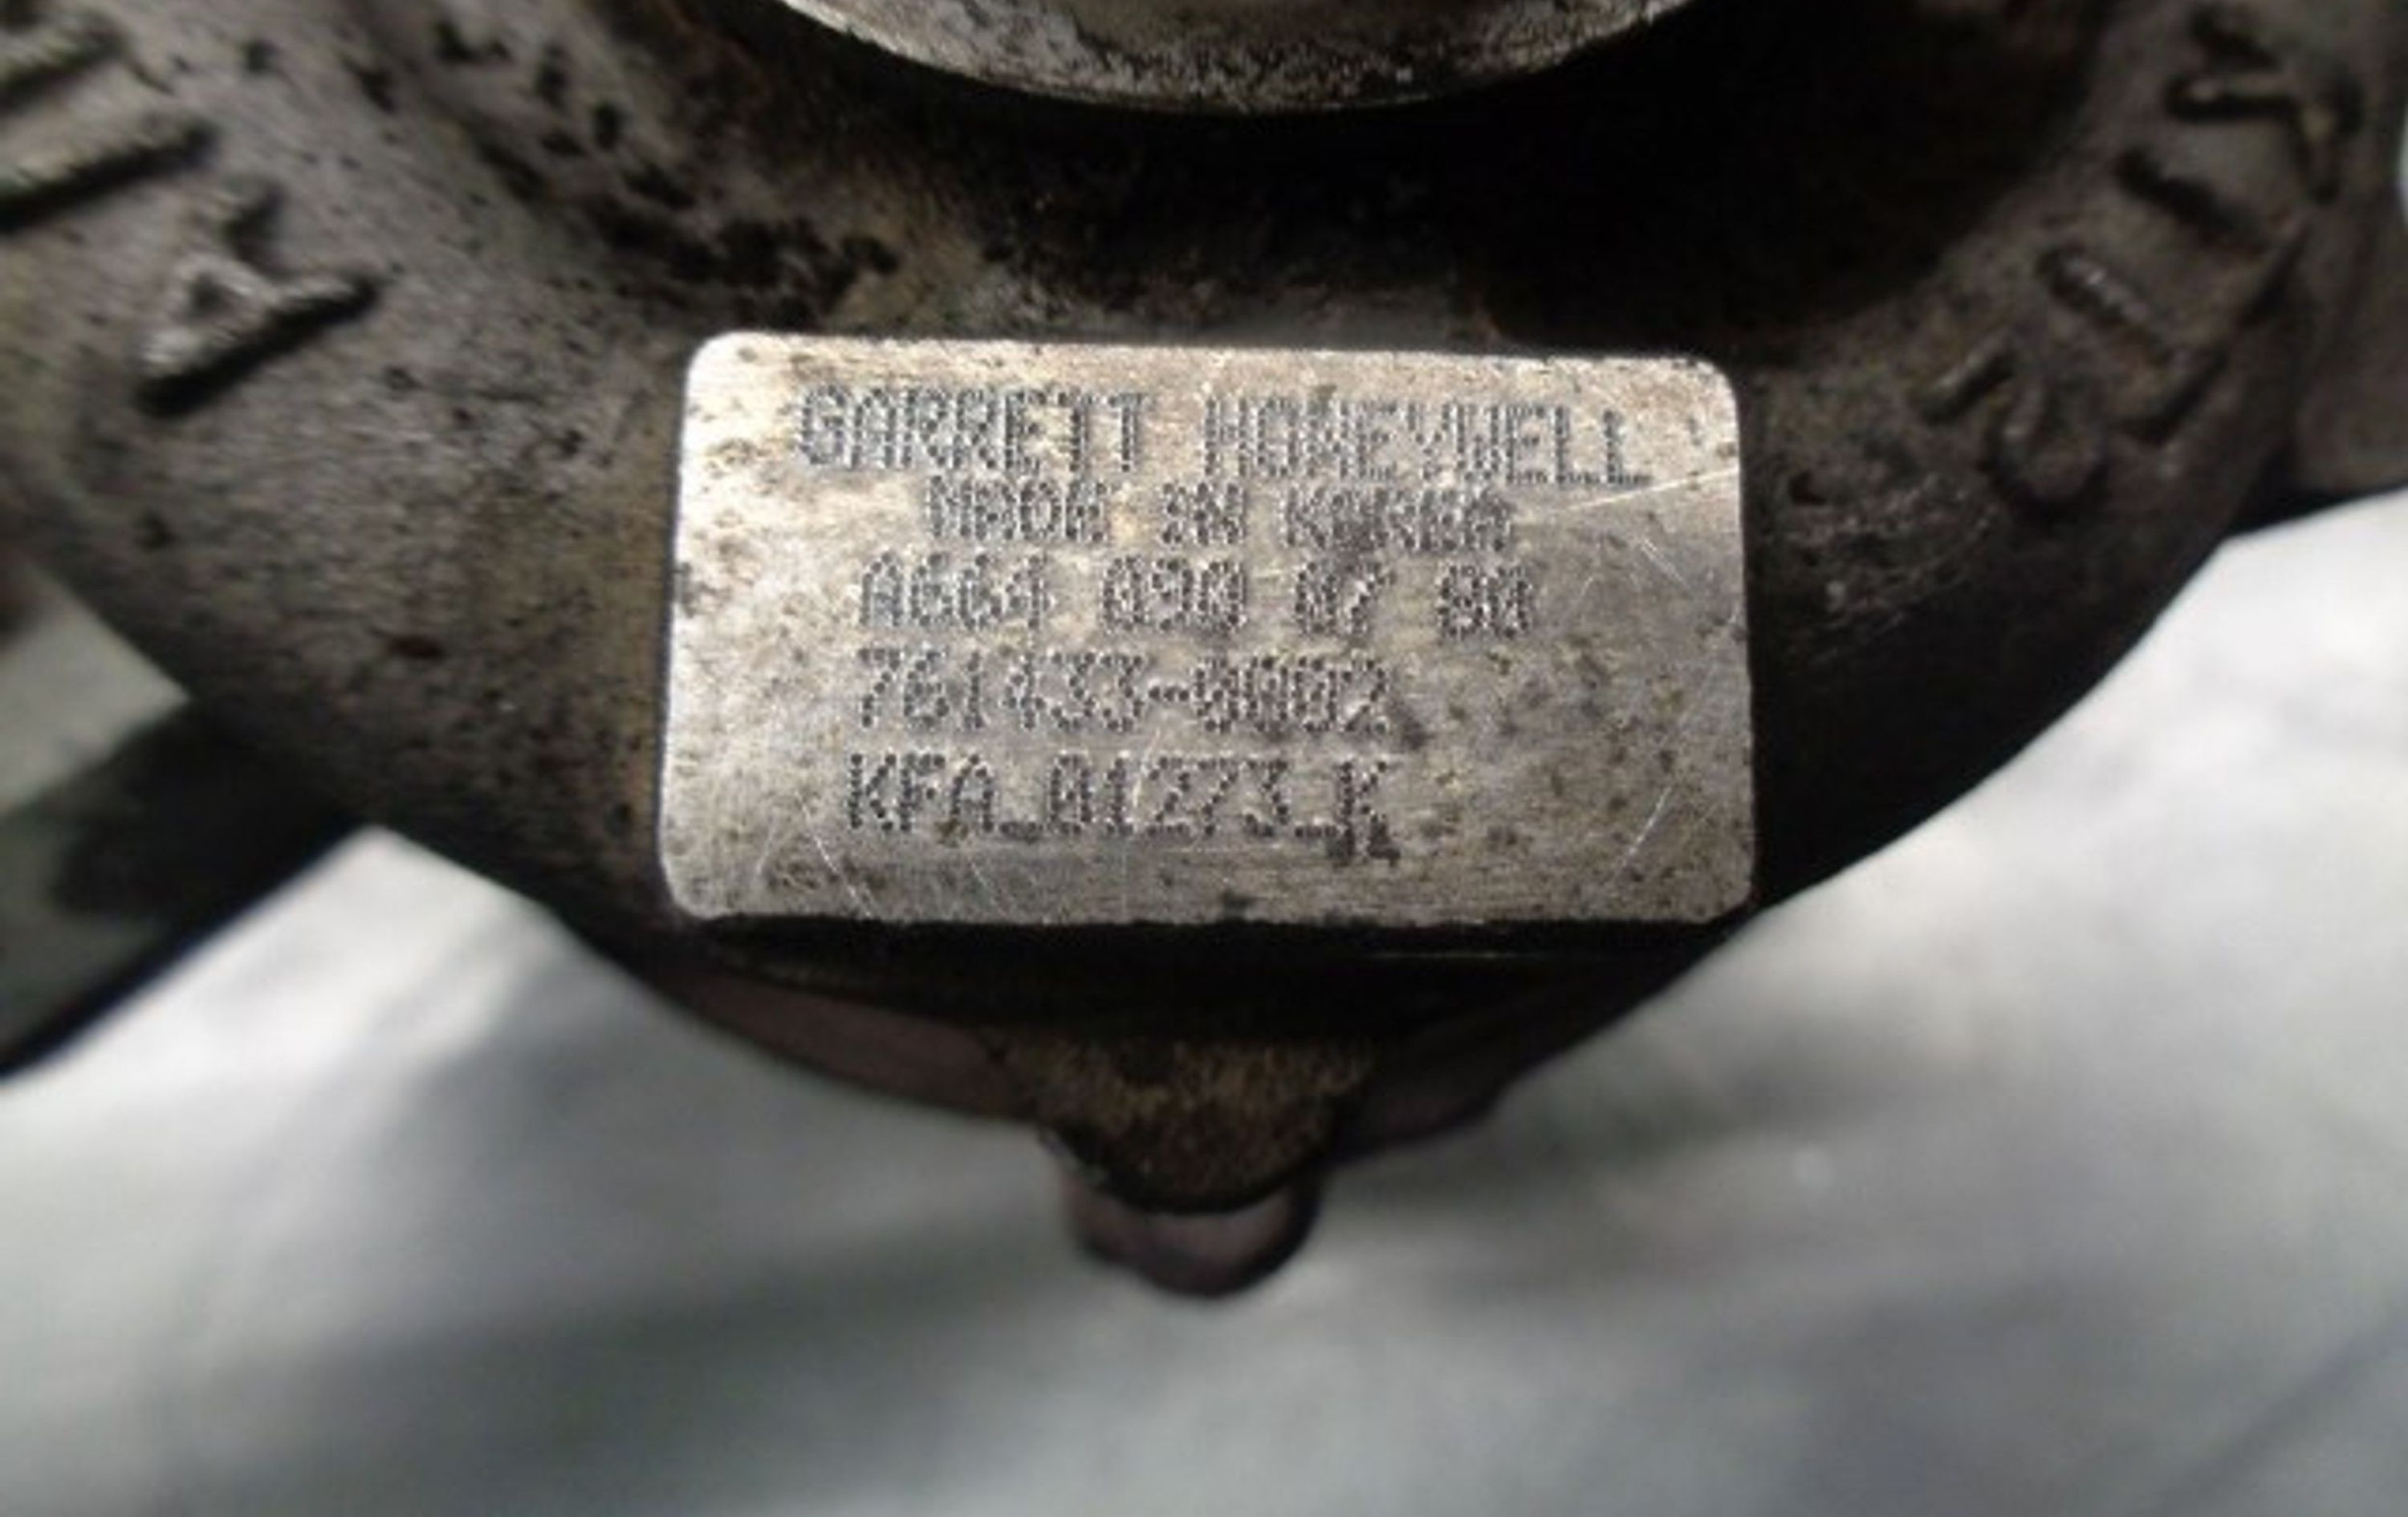 GARRETT HONEYWELL
MADE IN KOREA
A664 090 07 80
761433-0002
KFA_01273_K